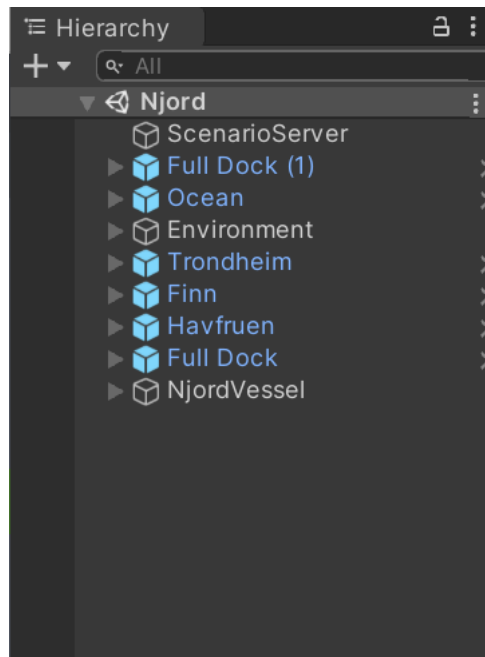 Hierarchy
All
Njord
ScenarioServer
Full Dock (1)
Ocean
Environment
Trondheim
Finn
Havfruen
Full Dock
NjordVessel